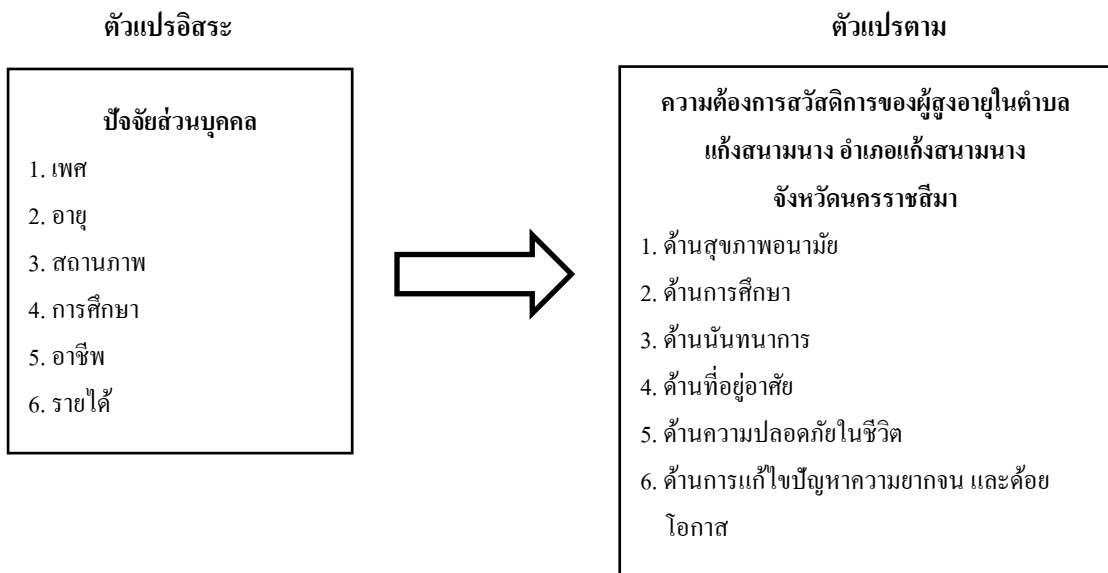 ตัวแปรอิสระ
ปัจจัยส่วนบุคคล
1. เพศ
2. อายุ
3. สถานภาพ
4. การศึกษา
5. อาชีพ
6. รายได้
ตัวแปรตาม
ความต้องการสวัสดิการของผู้สูงอายุในตำบล
แก้งสนามนาง อำเภอแก้งสนามนาง
จังหวัดนครราชสีมา
1. ด้านสุขภาพอนามัย
2. ด้านการศึกษา
3. ด้านนันทนาการ
4. ด้านที่อยู่อาศัย
5. ด้านความปลอดภัยในชีวิต
6. ด้านการแก้ไขปัญหาความยากจน และด้อย
โอกาส